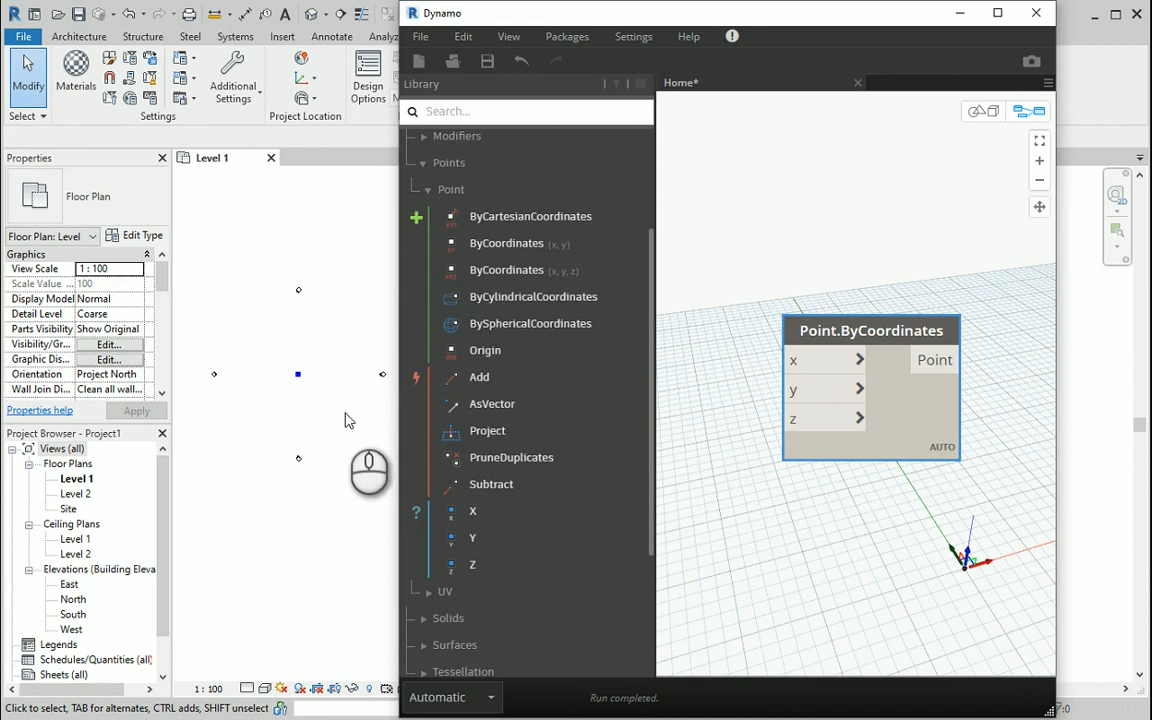 Dynamo
File
Edit
View
Packages
Settings
Help
File
Architecture
Structure
Steel
Systems
Insert
Annotate
Analyz
Modify
Materials
Additional
Settings
Design
Options
Select
Settings
Project Location
Library
Search...
Home*
Modifiers
Points
Point
ByCartesianCoordinates
ByCoordinates (x, y)
ByCoordinates (x, y, z)
ByCylindricalCoordinates
BySphericalCoordinates
Origin
Add
AsVector
Project
PruneDuplicates
Subtract
X
Y
Z
UV
Solids
Surfaces
Tessellation
Automatic
Run completed.
Point.ByCoordinates
x
Point
y
z
AUTO
Level 1
Properties
Floor Plan
Floor Plan: Level
Edit Type
Graphics
View Scale
1 : 100
Scale Value ...
100
Display Model
Normal
Detail Level
Coarse
Parts Visibility
Show Original
Visibility/Gr...
Edit...
Graphic Dis...
Edit...
Orientation
Project North
Wall Join Di...
Clean all wall...
Properties help
Apply
Project Browser - Project1
Views (all)
Floor Plans
Level 1
Level 2
Site
Ceiling Plans
Level 1
Level 2
Elevations (Building Eleva
East
North
South
West
Legends
Schedules/Quantities (all)
Sheets (all)
1 : 100
Click to select, TAB for alternates, CTRL adds, SHIFT unselect
:0
2D